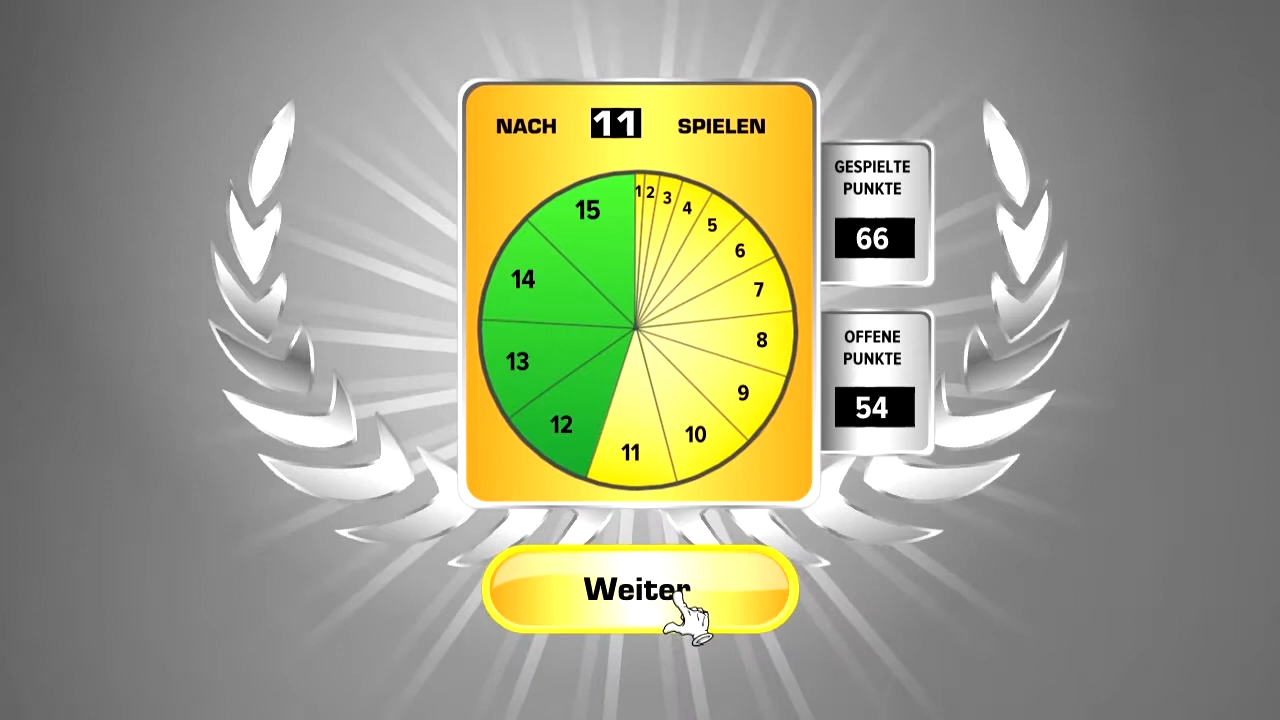 NACH 11 SPIELEN
1 2 3 4 5 6 7 8 9 10 11 12 13 14 15
GESPIELTE
PUNKTE
66
OFFENE
PUNKTE
54
Weiter